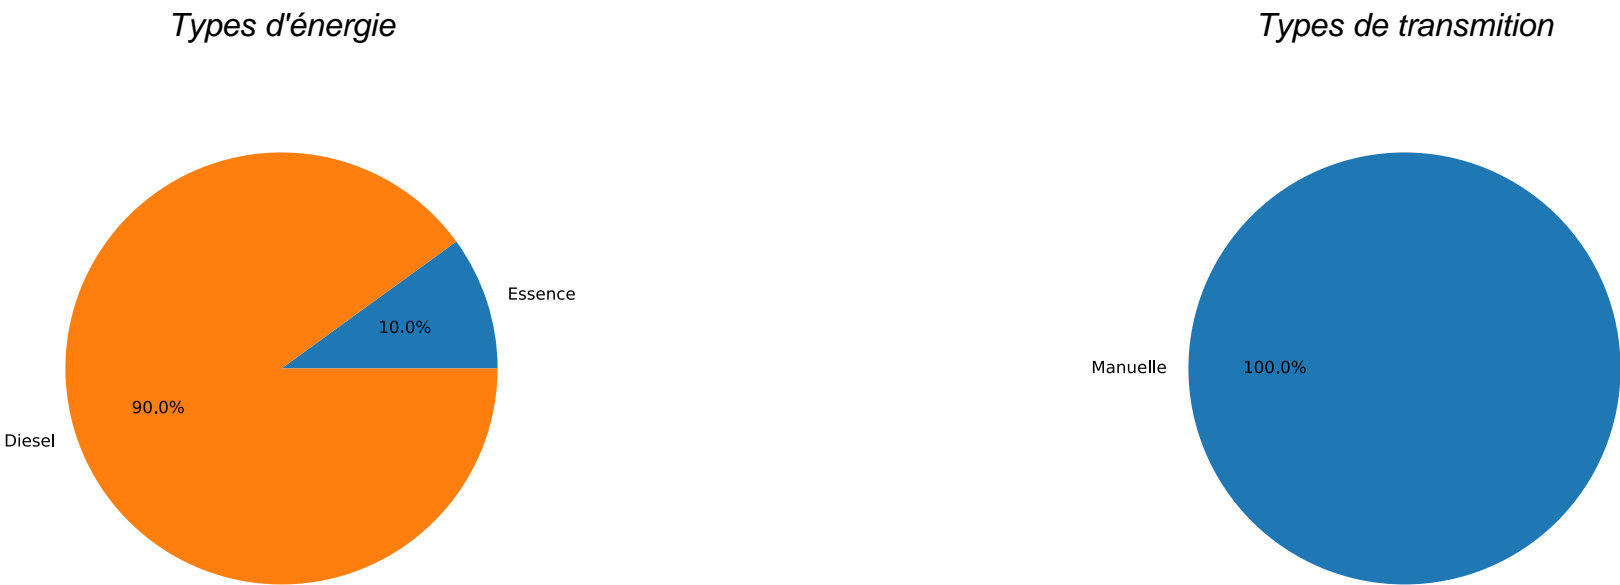 Types d'énergie
Types de transmition
Essence
10.0%
90.0%
Diesel
Manuelle
100.0%